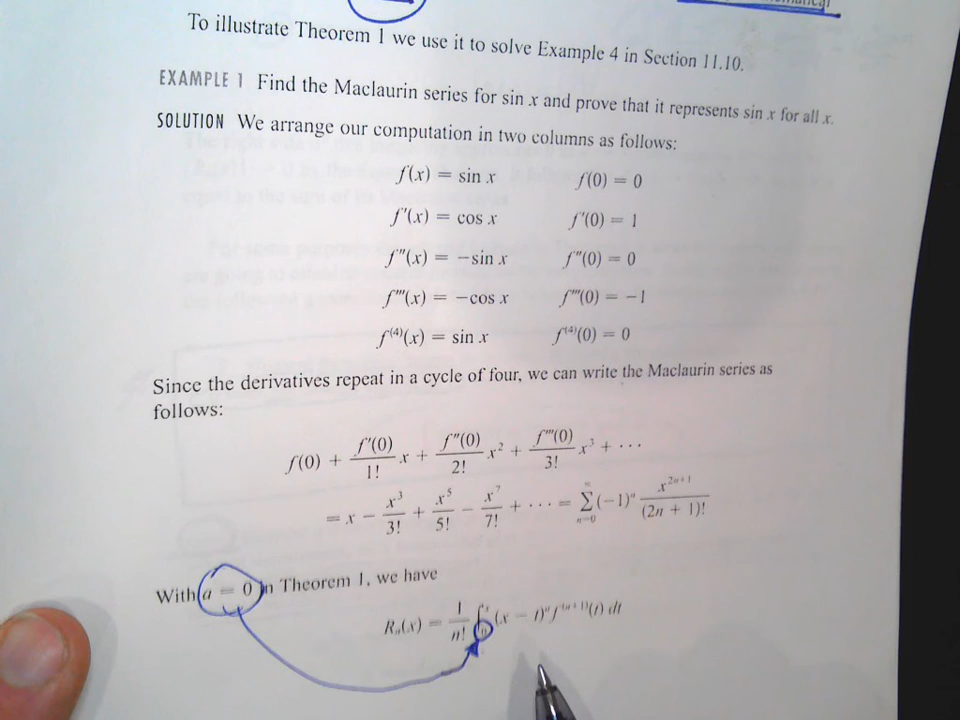 To illustrate Theorem 1 we use it to solve Example 4 in Section 11.10.
EXAMPLE 1 Find the Maclaurin series for sin x and prove that it represents sin x for all x.
SOLUTION We arrange our computation in two columns as follows:
f(x) = sin x f(0) = 0
f'(x) = cos x f'(0) = 1
f"(x) = −sin x f"(0) = 0
f'''(x) = −cos x f'''(0) = −1
f⁽⁴⁾(x) = sin x f⁽⁴⁾(0) = 0
Since the derivatives repeat in a cycle of four, we can write the Maclaurin series as
follows:
f(0) + f'(0)/1! x + f"(0)/2! x² + f'''(0)/3! x³ + · · ·
= x − x³/3! + x⁵/5! − x⁷/7! + · · · = ∑_{n=0}^{∞} (−1)ⁿ x²ⁿ⁺¹/(2n + 1)!
With a = 0 in Theorem 1, we have
Rₙ(x) = 1/n! ∫₀ˣ (x − t)ⁿ f⁽ⁿ⁺¹⁾(t) dt